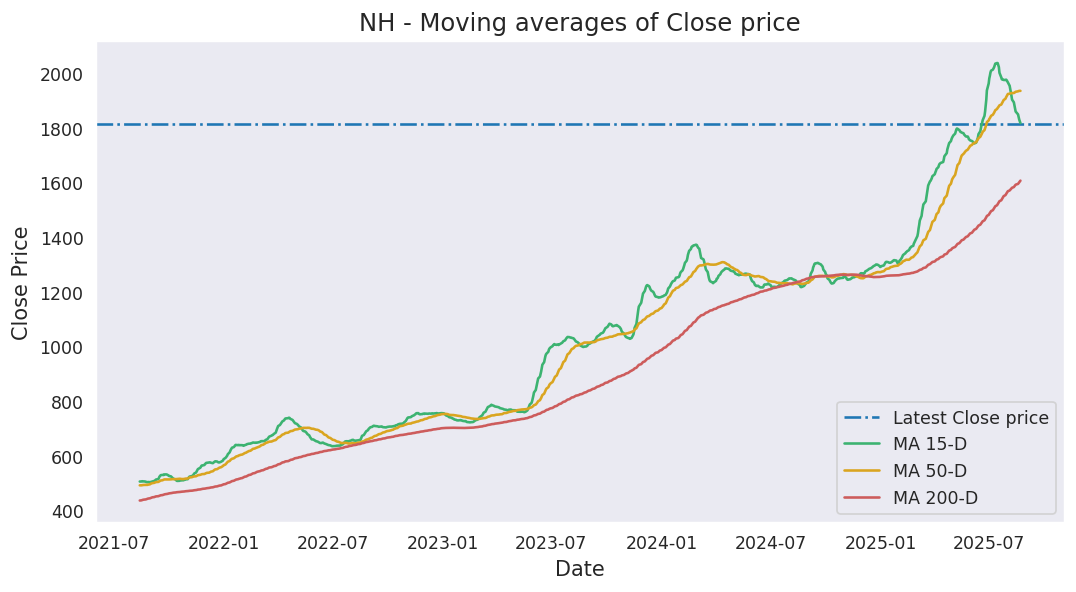 NH - Moving averages of Close price
Close Price
2000
1800
1600
1400
1200
1000
800
600
400
Latest Close price
MA 15-D
MA 50-D
MA 200-D
2021-07 2022-01 2022-07 2023-01 2023-07 2024-01 2024-07 2025-01 2025-07
Date